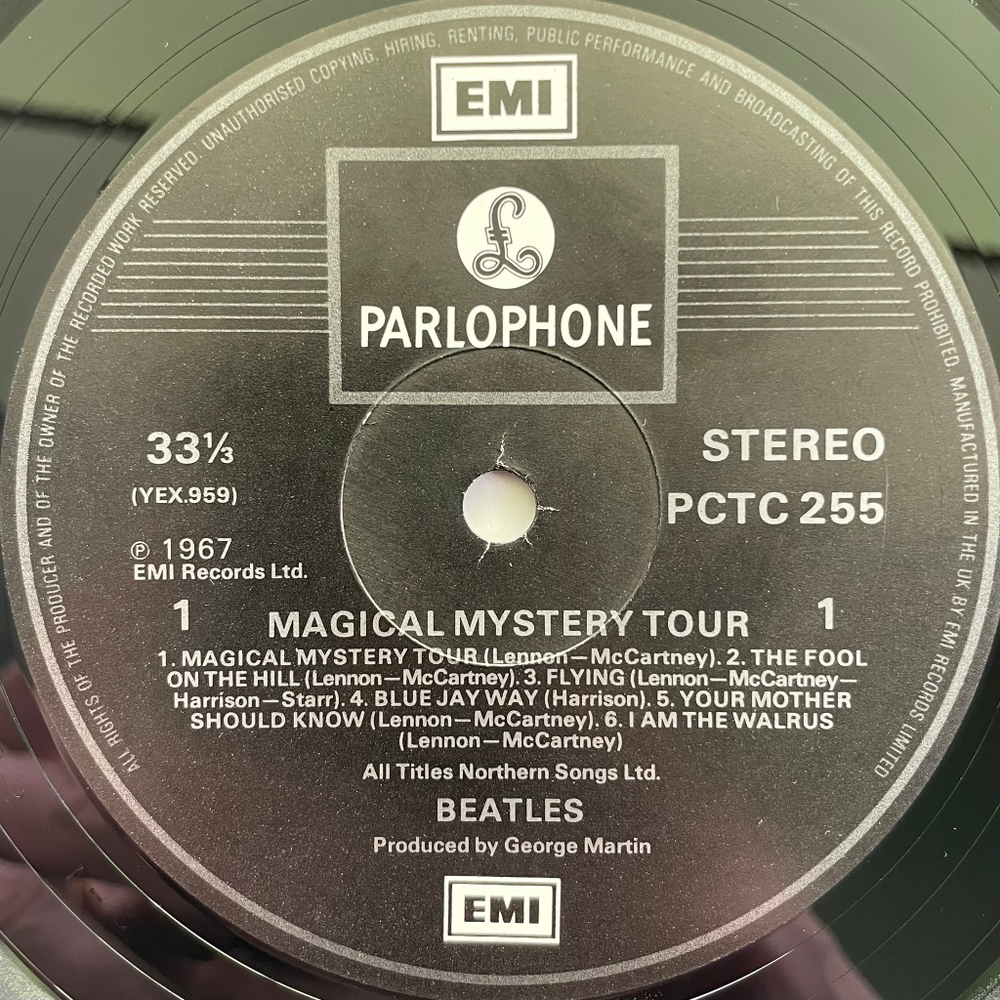 ALL RIGHTS OF THE PRODUCER AND OF THE OWNER OF THE RECORDED WORK RESERVED. UNAUTHORISED COPYING, HIRING, RENTING, PUBLIC PERFORMANCE AND BROADCASTING OF THIS RECORD PROHIBITED. MANUFACTURED IN THE UK BY EMI RECORDS LIMITED
EMI
£
PARLOPHONE
33⅓
STEREO
(YEX.959)
PCTC 255
℗ 1967
EMI Records Ltd.
1 MAGICAL MYSTERY TOUR 1
1. MAGICAL MYSTERY TOUR (Lennon—McCartney). 2. THE FOOL
ON THE HILL (Lennon—McCartney). 3. FLYING (Lennon—McCartney—
Harrison—Starr). 4. BLUE JAY WAY (Harrison). 5. YOUR MOTHER
SHOULD KNOW (Lennon—McCartney). 6. I AM THE WALRUS
(Lennon—McCartney)
All Titles Northern Songs Ltd.
BEATLES
Produced by George Martin
EMI